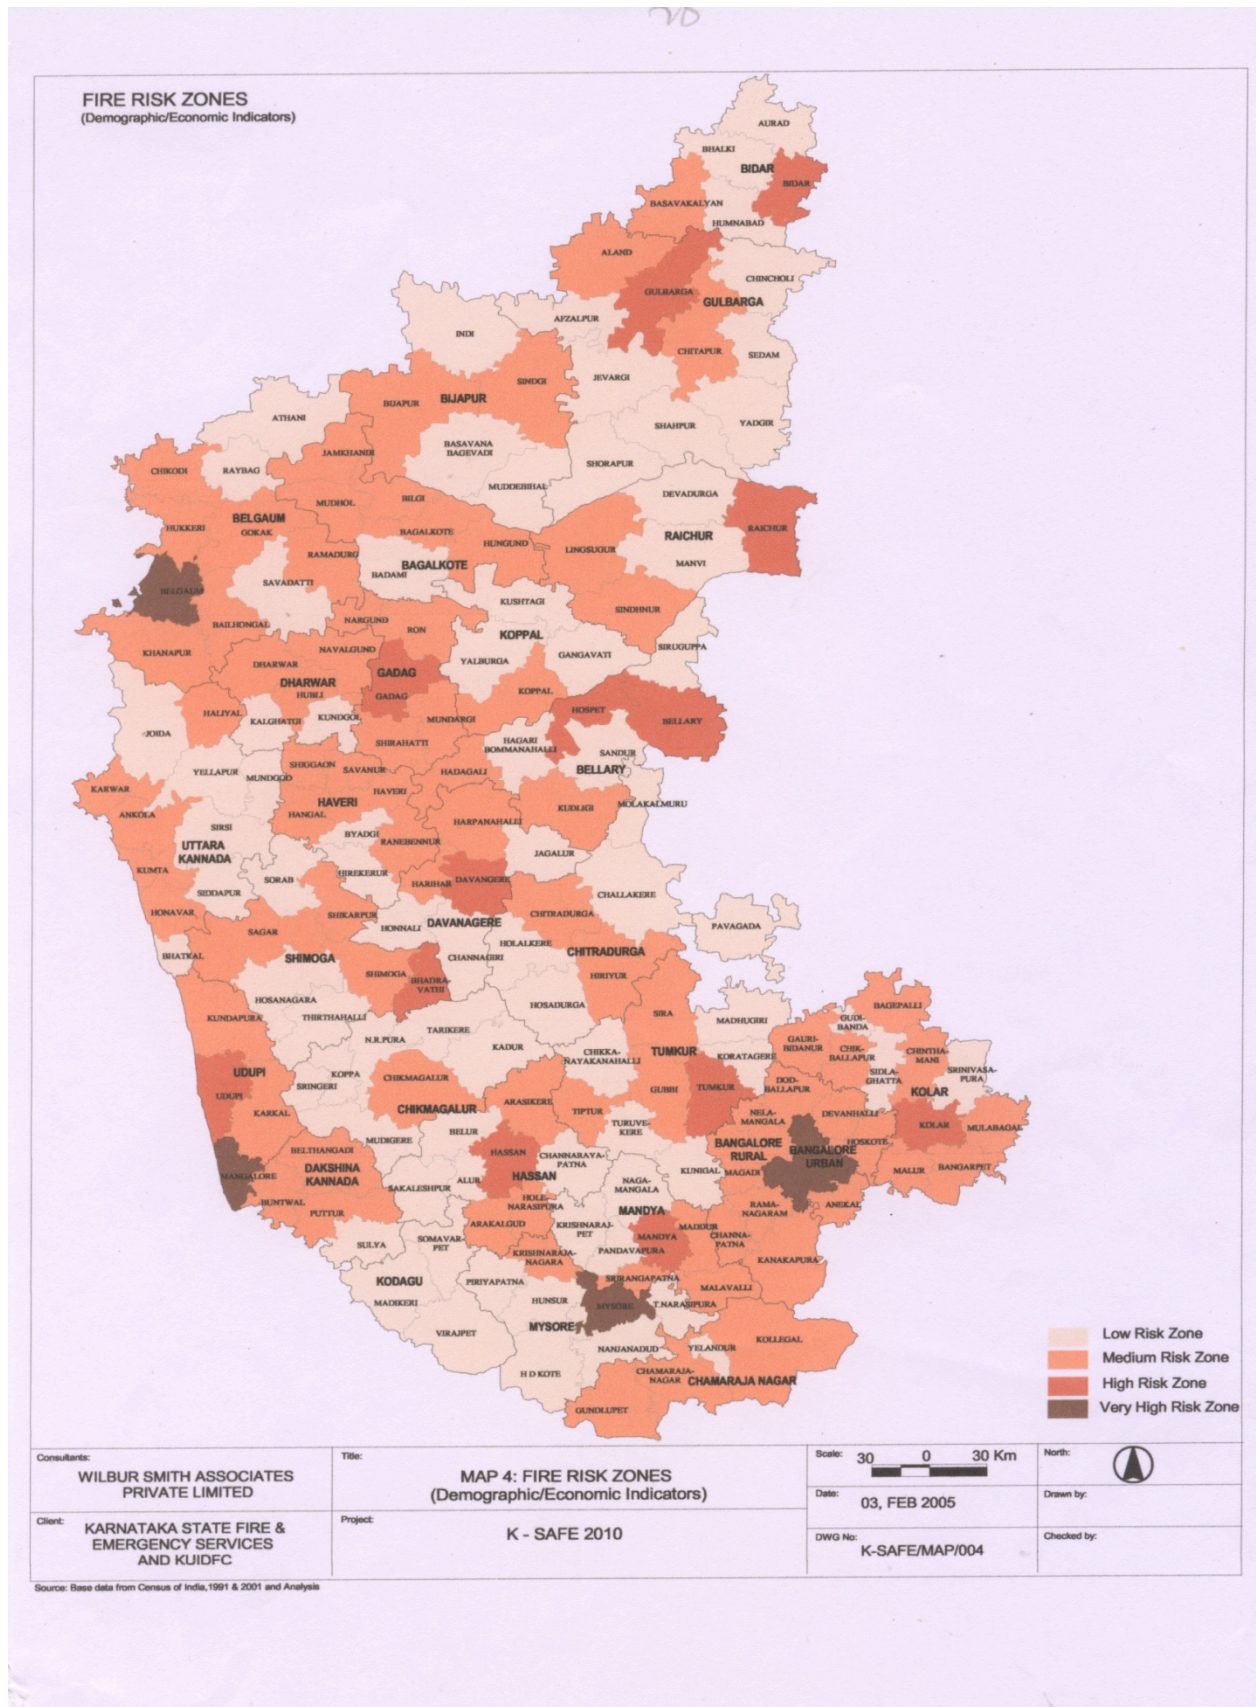 20
FIRE RISK ZONES
(Demographic/Economic Indicators)
AURAD
BHALKI
BIDAR
BIDAR
BASAVAKALYAN
HUMNABAD
ALAND
CHINCHOLI
GULBARGA
GULBARGA
AFZALPUR
INDI
CHITAPUR
SEDAM
JEVARGI
SINDGI
BIJAPUR
BIJAPUR
ATHANI
SHAHPUR
YADGIR
BASAVANA
BAGEVADI
JAMKHANDI
SHORAPUR
CHIKODI
RAYBAG
MUDDEBIHAL
DEVADURGA
BILGI
MUDHOL
BELGAUM
HUKKERI
GOKAK
BAGALKOTE
RAICHUR
RAICHUR
HUNGUND
LINGSUGUR
RAMADURG
BAGALKOTE
BADAMI
MANVI
SAVADATTI
BELGAUM
KUSHTAGI
SINDHNUR
BAILHONGAL
NARGUND
RON
KOPPAL
SIRUGUPPA
KHANAPUR
NAVALGUND
GANGAVATI
DHARWAR
YALBURGA
GADAG
DHARWAR
HUBLI
GADAG
KOPPAL
HALIYAL
HOSPET
KALGHATGI
KUNDGOL
MUNDARGI
BELLARY
JOIDA
SHIRAHATTI
HAGARI
BOMMANAHALLI
SANDUR
BELLARY
YELLAPUR
MUNDGOD
SHIGGAON
SAVANUR
HADAGALI
KARWAR
HAVERI
HAVERI
MOLAKALMURU
ANKOLA
HANGAL
KUDLIGI
HARPANAHALLI
SIRSI
BYADGI
RANEBENNUR
UTTARA
KANNADA
JAGALUR
KUMTA
HIREKERUR
SORAB
SIDDAPUR
HARIHAR
DAVANGERE
CHALLAKERE
HONAVAR
SHIKARPUR
CHITRADURGA
SAGAR
HONNALI
DAVANAGERE
PAVAGADA
HOLALKERE
CHITRADURGA
BHATKAL
SHIMOGA
CHANNAGIRI
SHIMOGA
BHADRA-
VATHI
HIRIYUR
HOSANAGARA
HOSADURGA
BAGEPALLI
KUNDAPURA
THIRTHAHALLI
SIRA
MADHUGIRI
GUDI-
BANDA
TARIKERE
N.R.PURA
KADUR
CHIKKA-
NAYAKANAHALLI
TUMKUR
KORATAGERE
GAURI-
BIDANUR
CHIK-
BALLAPUR
CHINTHA-
MANI
UDUPI
KOPPA
CHIKMAGALUR
SIDLA-
GHATTA
SRINIVASA-
PURA
SRINGERI
GUBBI
TUMKUR
DOD-
BALLAPUR
KOLAR
UDUPI
KARKAL
CHIKMAGALUR
ARASIKERE
TIPTUR
NELA-
MANGALA
DEVANHALLI
KOLAR
MULABAGAL
BELUR
TURUVE-
KERE
MUDIGERE
BANGALORE
RURAL
BANGALORE
URBAN
HOSKOTE
BELTHANGADI
HASSAN
CHANNARAYA-
PATNA
MANGALORE
DAKSHINA
KANNADA
ALUR
HASSAN
KUNIGAL
MAGADI
MALUR
BANGARPET
SAKALESHPUR
NAGA-
MANGALA
BUNTWAL
HOLE-
NARASIPURA
PUTTUR
MANDYA
RAMA-
NAGARAM
ANEKAL
ARAKALGUD
KRISHNARAJ-
PET
MANDYA
MADDUR
CHANNA-
PATNA
SULYA
SOMAVAR-
PET
KRISHNARAJA-
NAGARA
PANDAVAPURA
KANAKAPURA
KODAGU
PIRIYAPATNA
SRIRANGAPATNA
MALAVALLI
MADIKERI
HUNSUR
MYSORE
T.NARASIPURA
VIRAJPET
MYSORE
KOLLEGAL
NANJANADUD
YELANDUR
H D KOTE
CHAMARAJA-
NAGAR
CHAMARAJA NAGAR
GUNDLUPET
Low Risk Zone
Medium Risk Zone
High Risk Zone
Very High Risk Zone
Consultants:
WILBUR SMITH ASSOCIATES
PRIVATE LIMITED
Client:
KARNATAKA STATE FIRE &
EMERGENCY SERVICES
AND KUIDFC
Title:
MAP 4: FIRE RISK ZONES
(Demographic/Economic Indicators)
Project:
K - SAFE 2010
Scale:
30 0 30 Km
Date:
03, FEB 2005
DWG No:
K-SAFE/MAP/004
North:
Drawn by:
Checked by:
Source: Base data from Census of India,1991 & 2001 and Analysis